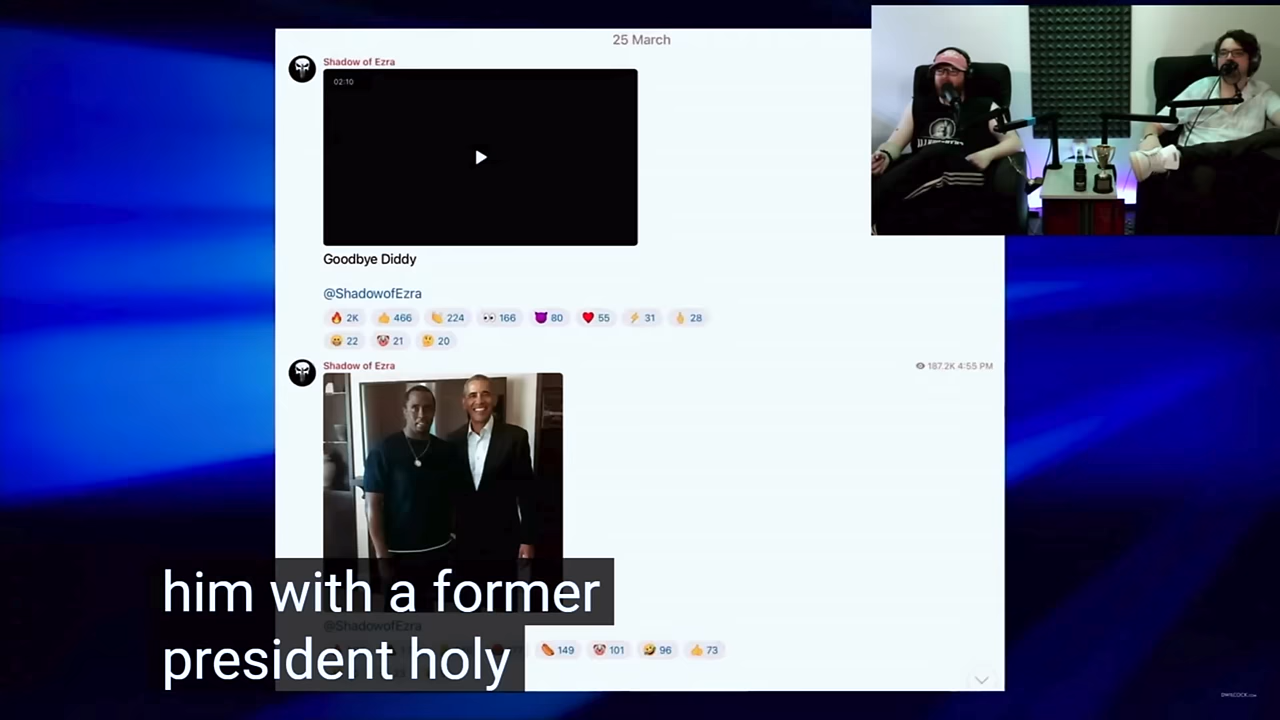 25 March
Shadow of Ezra
02:10
Goodbye Diddy
@ShadowofEzra
🔥 2K 👍 466 👏 224 👀 166 😈 80 ❤️ 55 ⚡ 31 🙏 28
😁 22 🤡 21 🤔 20
Shadow of Ezra
187.2K 4:55 PM
@ShadowofEzra
🌭 149 🤡 101 🤣 96 👍 73
him with a former
president holy